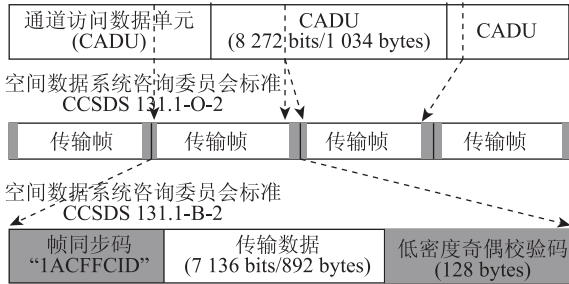 通道访问数据单元
(CADU)
CADU
(8 272 bits/1 034 bytes)
CADU
空间数据系统咨询委员会标准
CCSDS 131.1-O-2
传输帧
传输帧
传输帧
传输帧
空间数据系统咨询委员会标准
CCSDS 131.1-B-2
帧同步码
“1ACFFCID”
传输数据
(7 136 bits/892 bytes)
低密度奇偶校验码
(128 bytes)